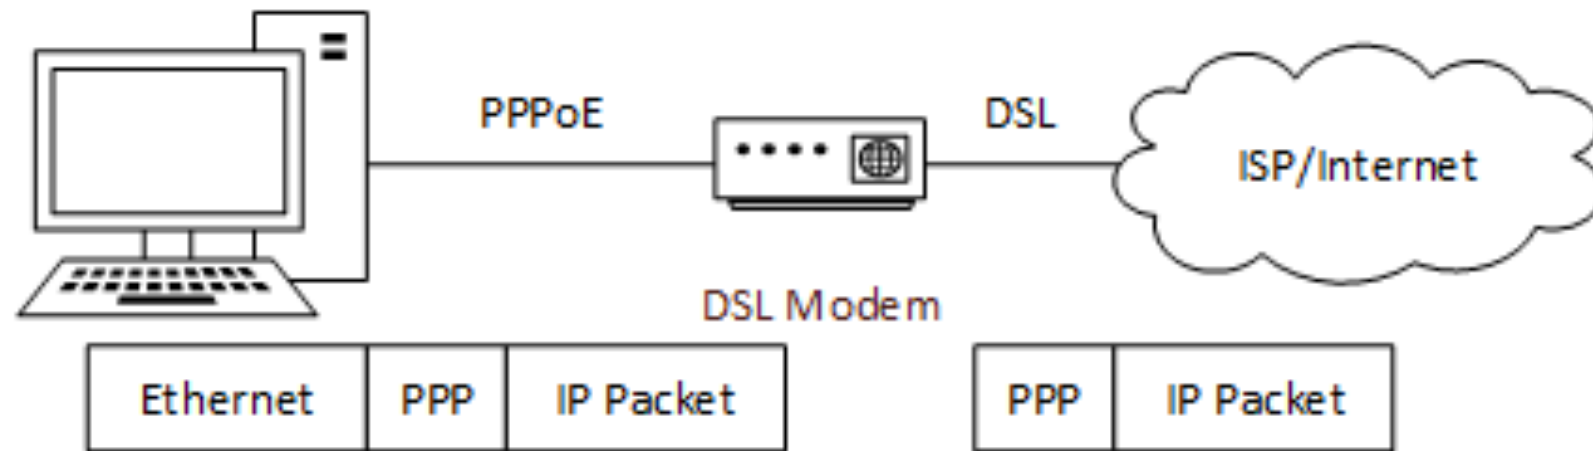 PPPoE
DSL
ISP/Internet
DSL Modem
Ethernet PPP IP Packet
PPP IP Packet